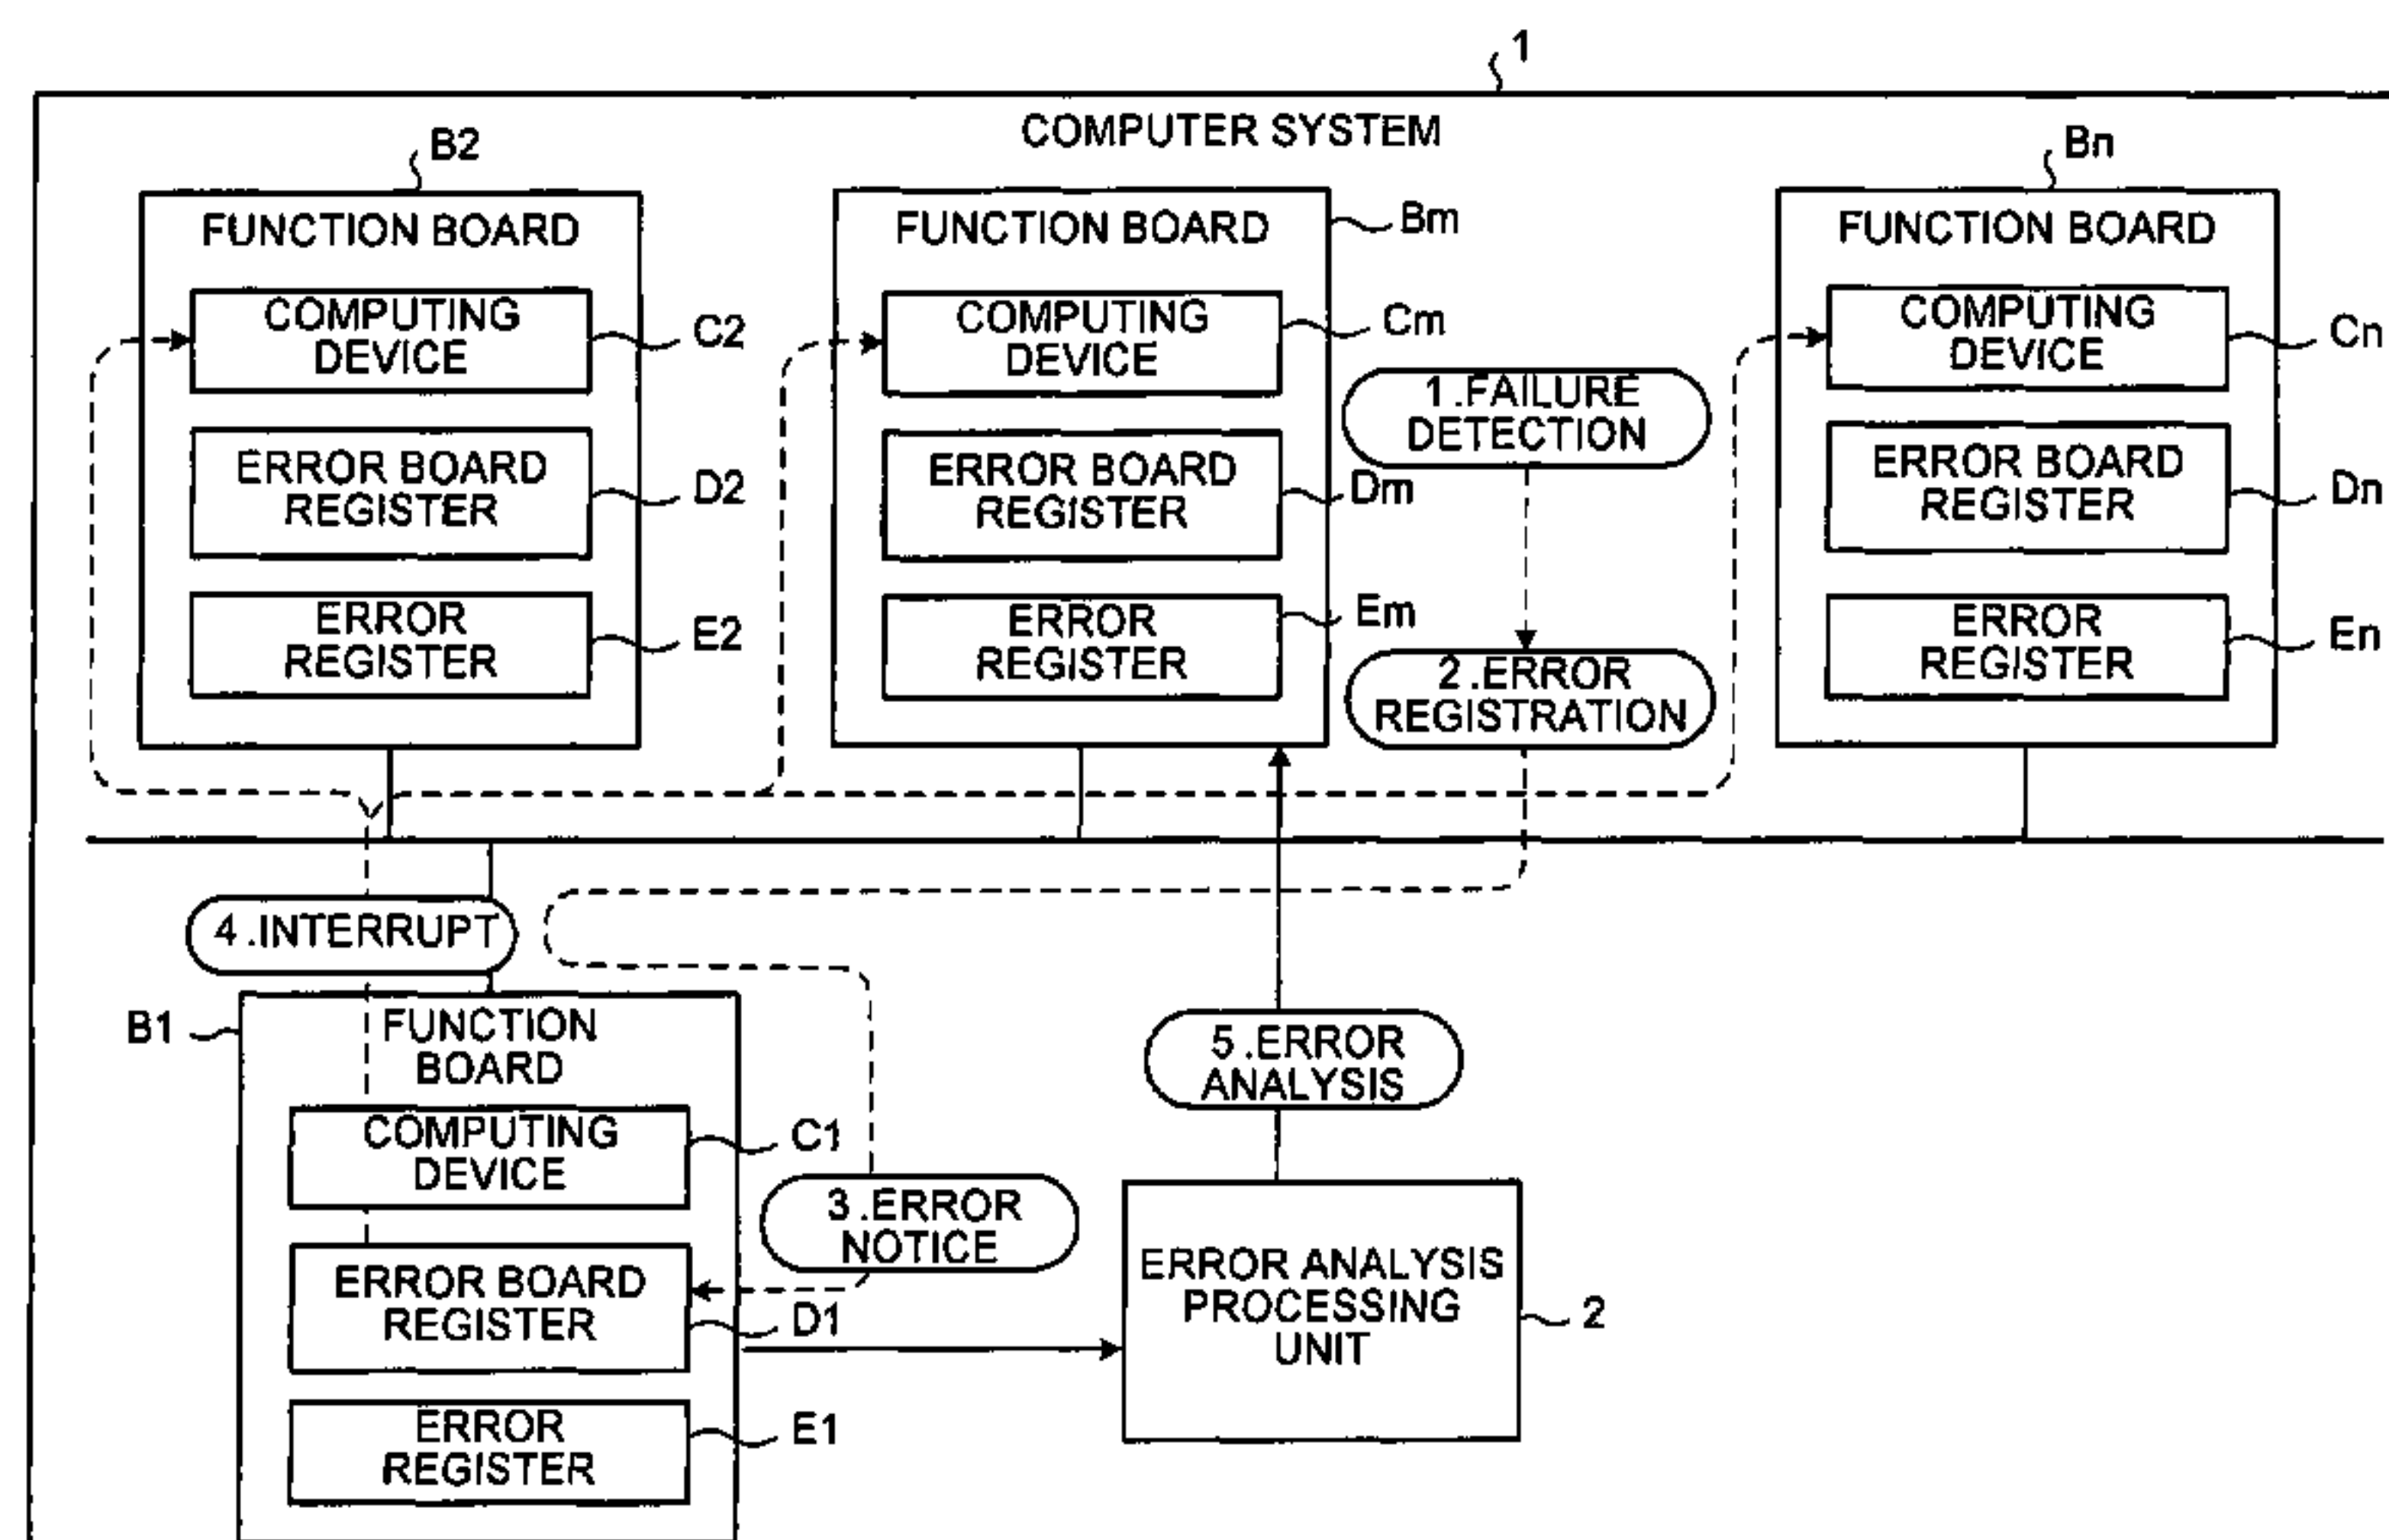 1
COMPUTER SYSTEM
B2
FUNCTION BOARD
COMPUTING
DEVICE
C2
ERROR BOARD
REGISTER
D2
ERROR
REGISTER
E2
Bm
FUNCTION BOARD
COMPUTING
DEVICE
Cm
ERROR BOARD
REGISTER
Dm
ERROR
REGISTER
Em
1.FAILURE
DETECTION
2.ERROR
REGISTRATION
Bn
FUNCTION BOARD
COMPUTING
DEVICE
Cn
ERROR BOARD
REGISTER
Dn
ERROR
REGISTER
En
4.INTERRUPT
B1
FUNCTION
BOARD
COMPUTING
DEVICE
C1
ERROR BOARD
REGISTER
D1
ERROR
REGISTER
E1
3.ERROR
NOTICE
5.ERROR
ANALYSIS
ERROR ANALYSIS
PROCESSING
UNIT
2